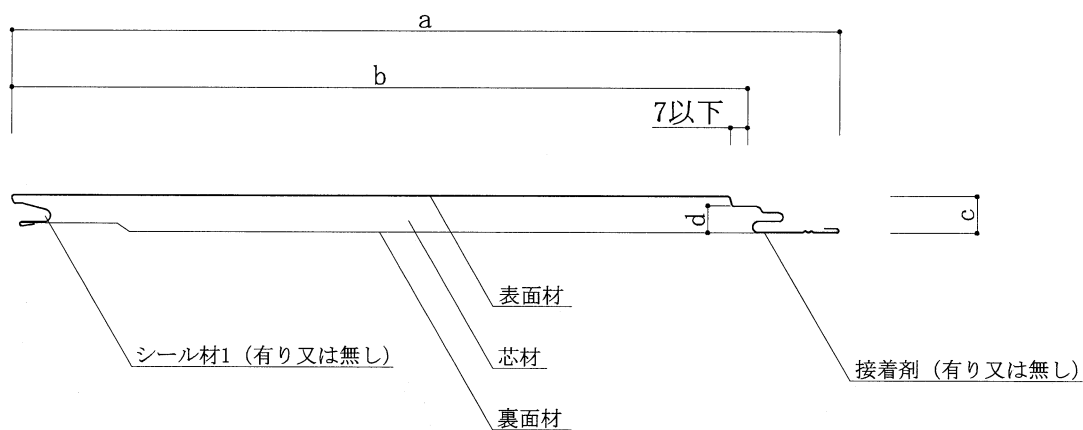 a
b
7以下
d
c
表面材
シール材1（有り又は無し）
芯材
接着剤（有り又は無し）
裏面材